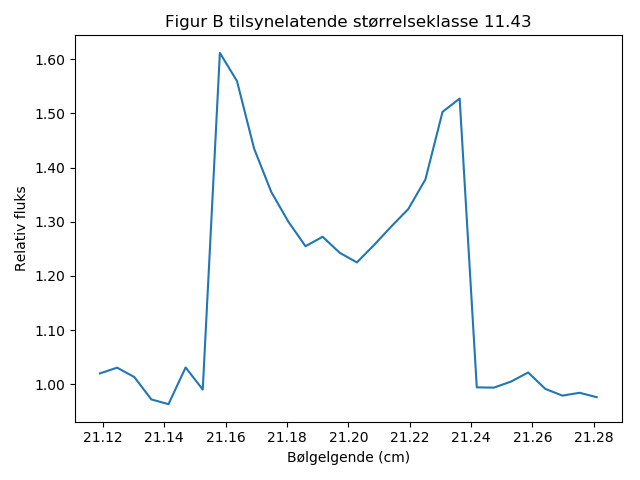 Figur B tilsynelatende størrelseklasse 11.43
1.60
1.50
1.40
1.30
1.20
1.10
1.00
Relativ fluks
21.12 21.14 21.16 21.18 21.20 21.22 21.24 21.26 21.28
Bølgelgende (cm)